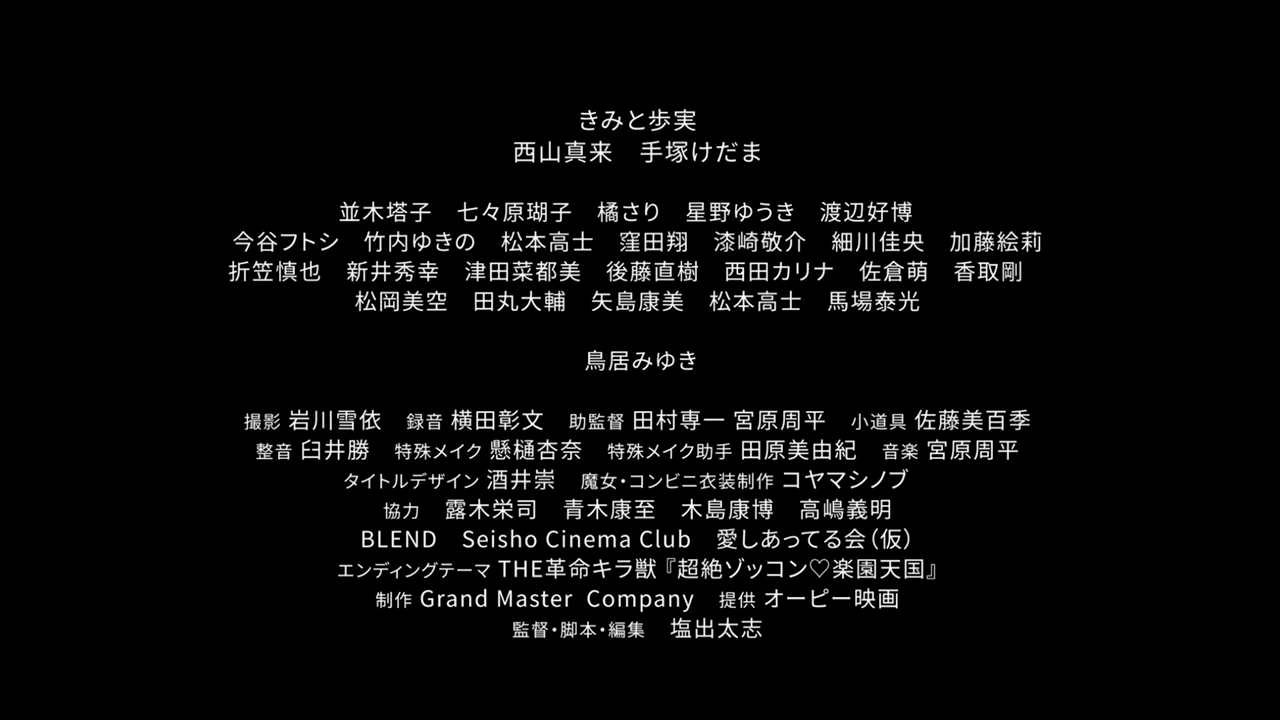 きみと歩実
西山真来　手塚けだま
並木塔子　七々原瑚子　橘さり　星野ゆうき　渡辺好博
今谷フトシ　竹内ゆきの　松本高士　窪田翔　漆崎敬介　細川佳央　加藤絵莉
折笠慎也　新井秀幸　津田菜都美　後藤直樹　西田カリナ　佐倉萌　香取剛
松岡美空　田丸大輔　矢島康美　松本高士　馬場泰光
鳥居みゆき
撮影 岩川雪依　録音 横田彰文　助監督 田村専一 宮原周平　小道具 佐藤美百季
整音 臼井勝　特殊メイク 懸樋杏奈　特殊メイク助手 田原美由紀　音楽 宮原周平
タイトルデザイン 酒井崇　魔女・コンビニ衣装制作 コヤマシノブ
協力　露木栄司　青木康至　木島康博　高嶋義明
BLEND　Seisho Cinema Club　愛しあってる会（仮）
エンディングテーマ THE革命キラ獣『超絶ゾッコン♡楽園天国』
制作 Grand Master Company　提供 オーピー映画
監督・脚本・編集　塩出太志